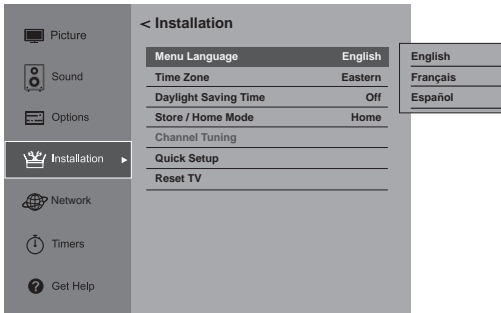 Picture
Sound
Options
Installation
Network
Timers
Get Help
< Installation
Menu Language English
Time Zone Eastern
Daylight Saving Time Off
Store / Home Mode Home
Channel Tuning
Quick Setup
Reset TV
English
Français
Español